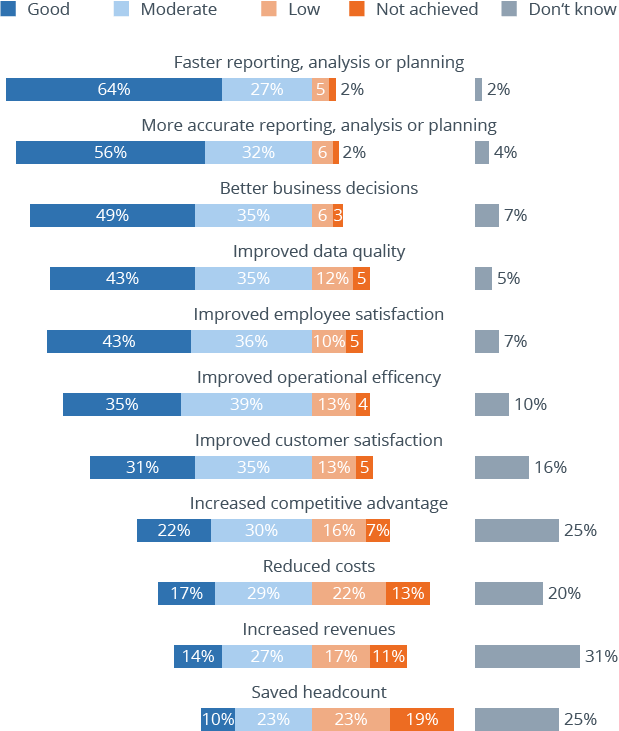 Good Moderate Low Not achieved Don't know
Faster reporting, analysis or planning
64% 27% 5 2% 2%
More accurate reporting, analysis or planning
56% 32% 6 2% 4%
Better business decisions
49% 35% 6 3 7%
Improved data quality
43% 35% 12% 5 5%
Improved employee satisfaction
43% 36% 10% 5 7%
Improved operational efficency
35% 39% 13% 4 10%
Improved customer satisfaction
31% 35% 13% 5 16%
Increased competitive advantage
22% 30% 16% 7% 25%
Reduced costs
17% 29% 22% 13% 20%
Increased revenues
14% 27% 17% 11% 31%
Saved headcount
10% 23% 23% 19% 25%